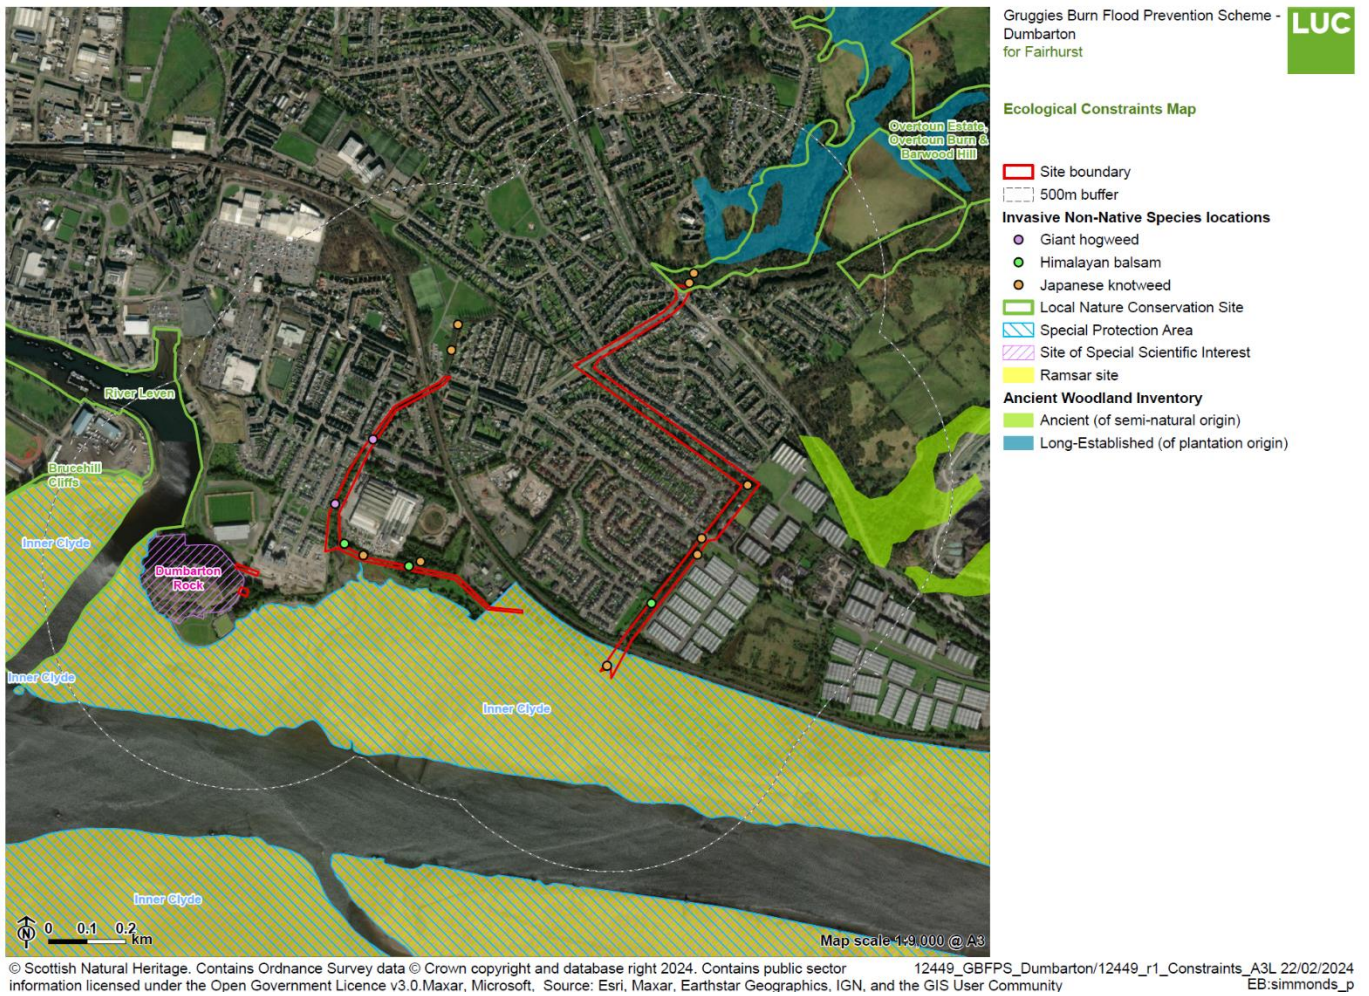 Gruggies Burn Flood Prevention Scheme -
Dumbarton
for Fairhurst
LUC
Ecological Constraints Map
Site boundary
500m buffer
Invasive Non-Native Species locations
Giant hogweed
Himalayan balsam
Japanese knotweed
Local Nature Conservation Site
Special Protection Area
Site of Special Scientific Interest
Ramsar site
Ancient Woodland Inventory
Ancient (of semi-natural origin)
Long-Established (of plantation origin)
Overtoun Estate,
Overtoun Burn &
Barwood Hill
River Leven
Brucehill
Cliffs
Inner Clyde
Dumbarton
Rock
Inner Clyde
Inner Clyde
Inner Clyde
N
0 0.1 0.2
km
Map scale 1:9,000 @ A3
© Scottish Natural Heritage. Contains Ordnance Survey data © Crown copyright and database right 2024. Contains public sector
information licensed under the Open Government Licence v3.0.Maxar, Microsoft, Source: Esri, Maxar, Earthstar Geographics, IGN, and the GIS User Community
12449_GBFPS_Dumbarton/12449_r1_Constraints_A3L 22/02/2024
EB:simmonds_p